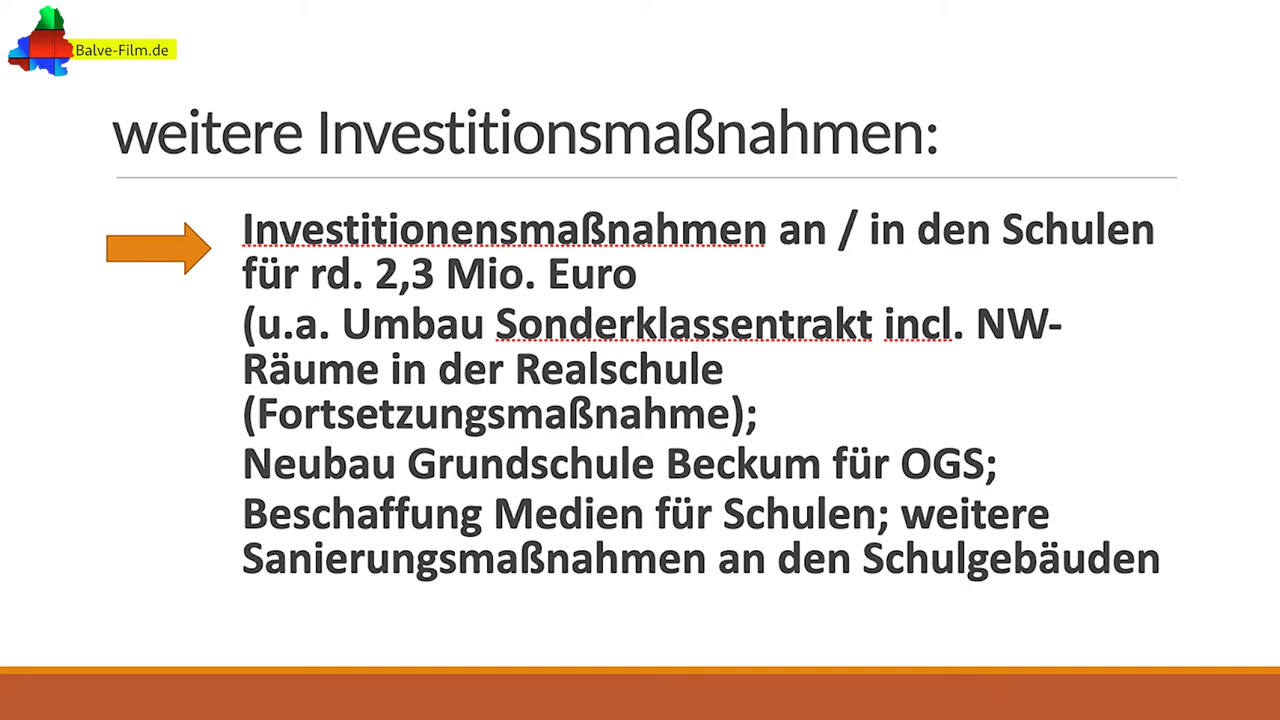 Balve-Film.de
weitere Investitionsmaßnahmen:
Investitionensmaßnahmen an / in den Schulen
für rd. 2,3 Mio. Euro
(u.a. Umbau Sonderklassentrakt incl. NW-
Räume in der Realschule
(Fortsetzungsmaßnahme);
Neubau Grundschule Beckum für OGS;
Beschaffung Medien für Schulen; weitere
Sanierungsmaßnahmen an den Schulgebäuden